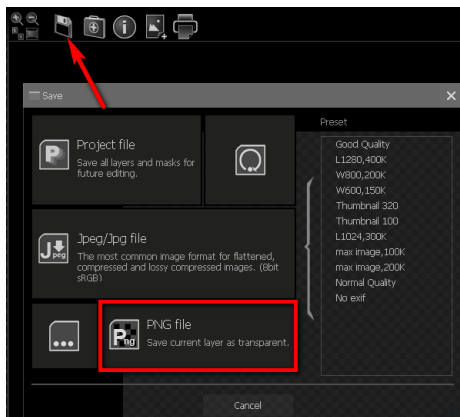 Save
Preset
Project file
Save all layers and masks for
future editing.
P
Jpeg/Jpg file
The most common image format for flattened,
compressed and lossy compressed images. (8bit
sRGB)
J
peg
PNG file
Save current layer as transparent.
P
ng
Good Quality
L1280,400K
W800,200K
W600,150K
Thumbnail 320
Thumbnail 100
L1024,300K
max image,100K
max image,200K
Normal Quality
No exif
Cancel